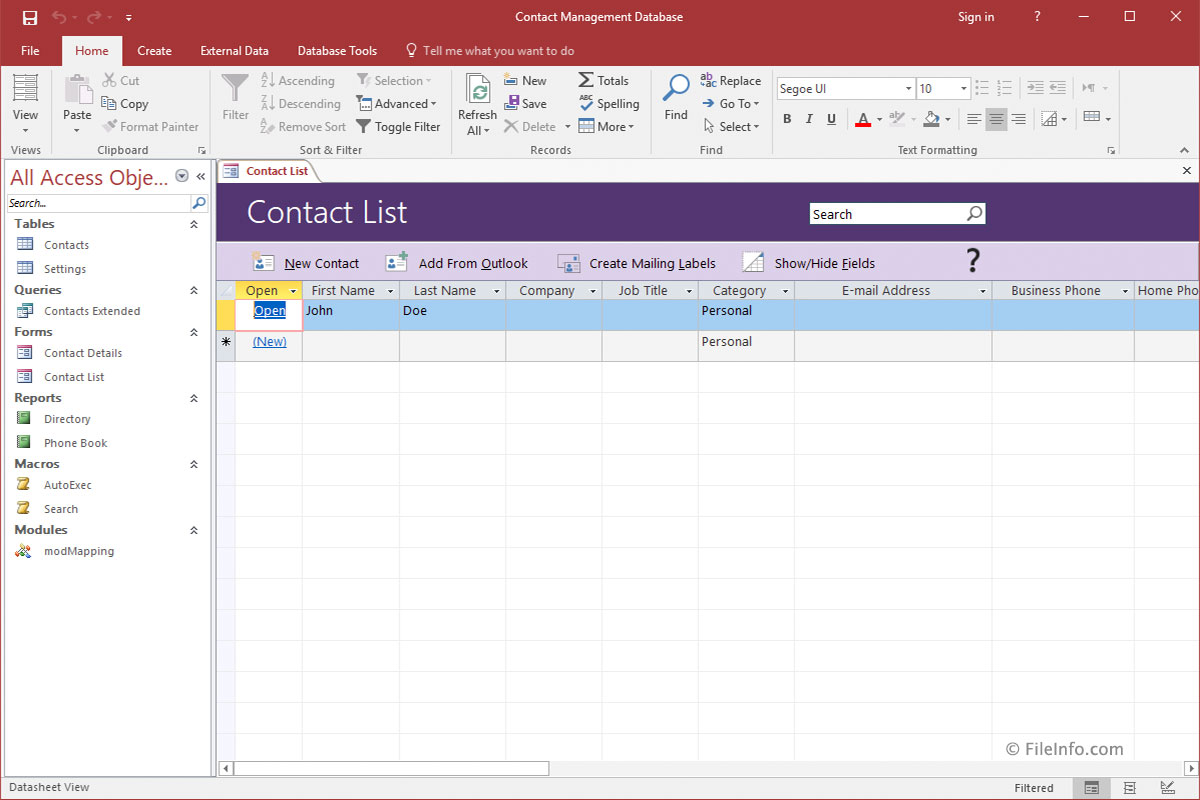 Contact Management Database
Sign in
?
File Home Create External Data Database Tools Tell me what you want to do
View
Views
Paste
Cut
Copy
Format Painter
Clipboard
Filter
Ascending
Descending
Remove Sort
Selection
Advanced
Toggle Filter
Sort & Filter
Refresh
All
New
Save
Delete
Totals
Spelling
More
Records
Find
Replace
Go To
Select
Find
Segoe UI 10
B I U A
Text Formatting
All Access Obje...
Search...
Tables
Contacts
Settings
Queries
Contacts Extended
Forms
Contact Details
Contact List
Reports
Directory
Phone Book
Macros
AutoExec
Search
Modules
modMapping
Contact List
Contact List
Search
New Contact Add From Outlook Create Mailing Labels Show/Hide Fields ?
Open First Name Last Name Company Job Title Category E-mail Address Business Phone Home Pho
Open John Doe Personal
* (New) Personal
© FileInfo.com
Datasheet View
Filtered